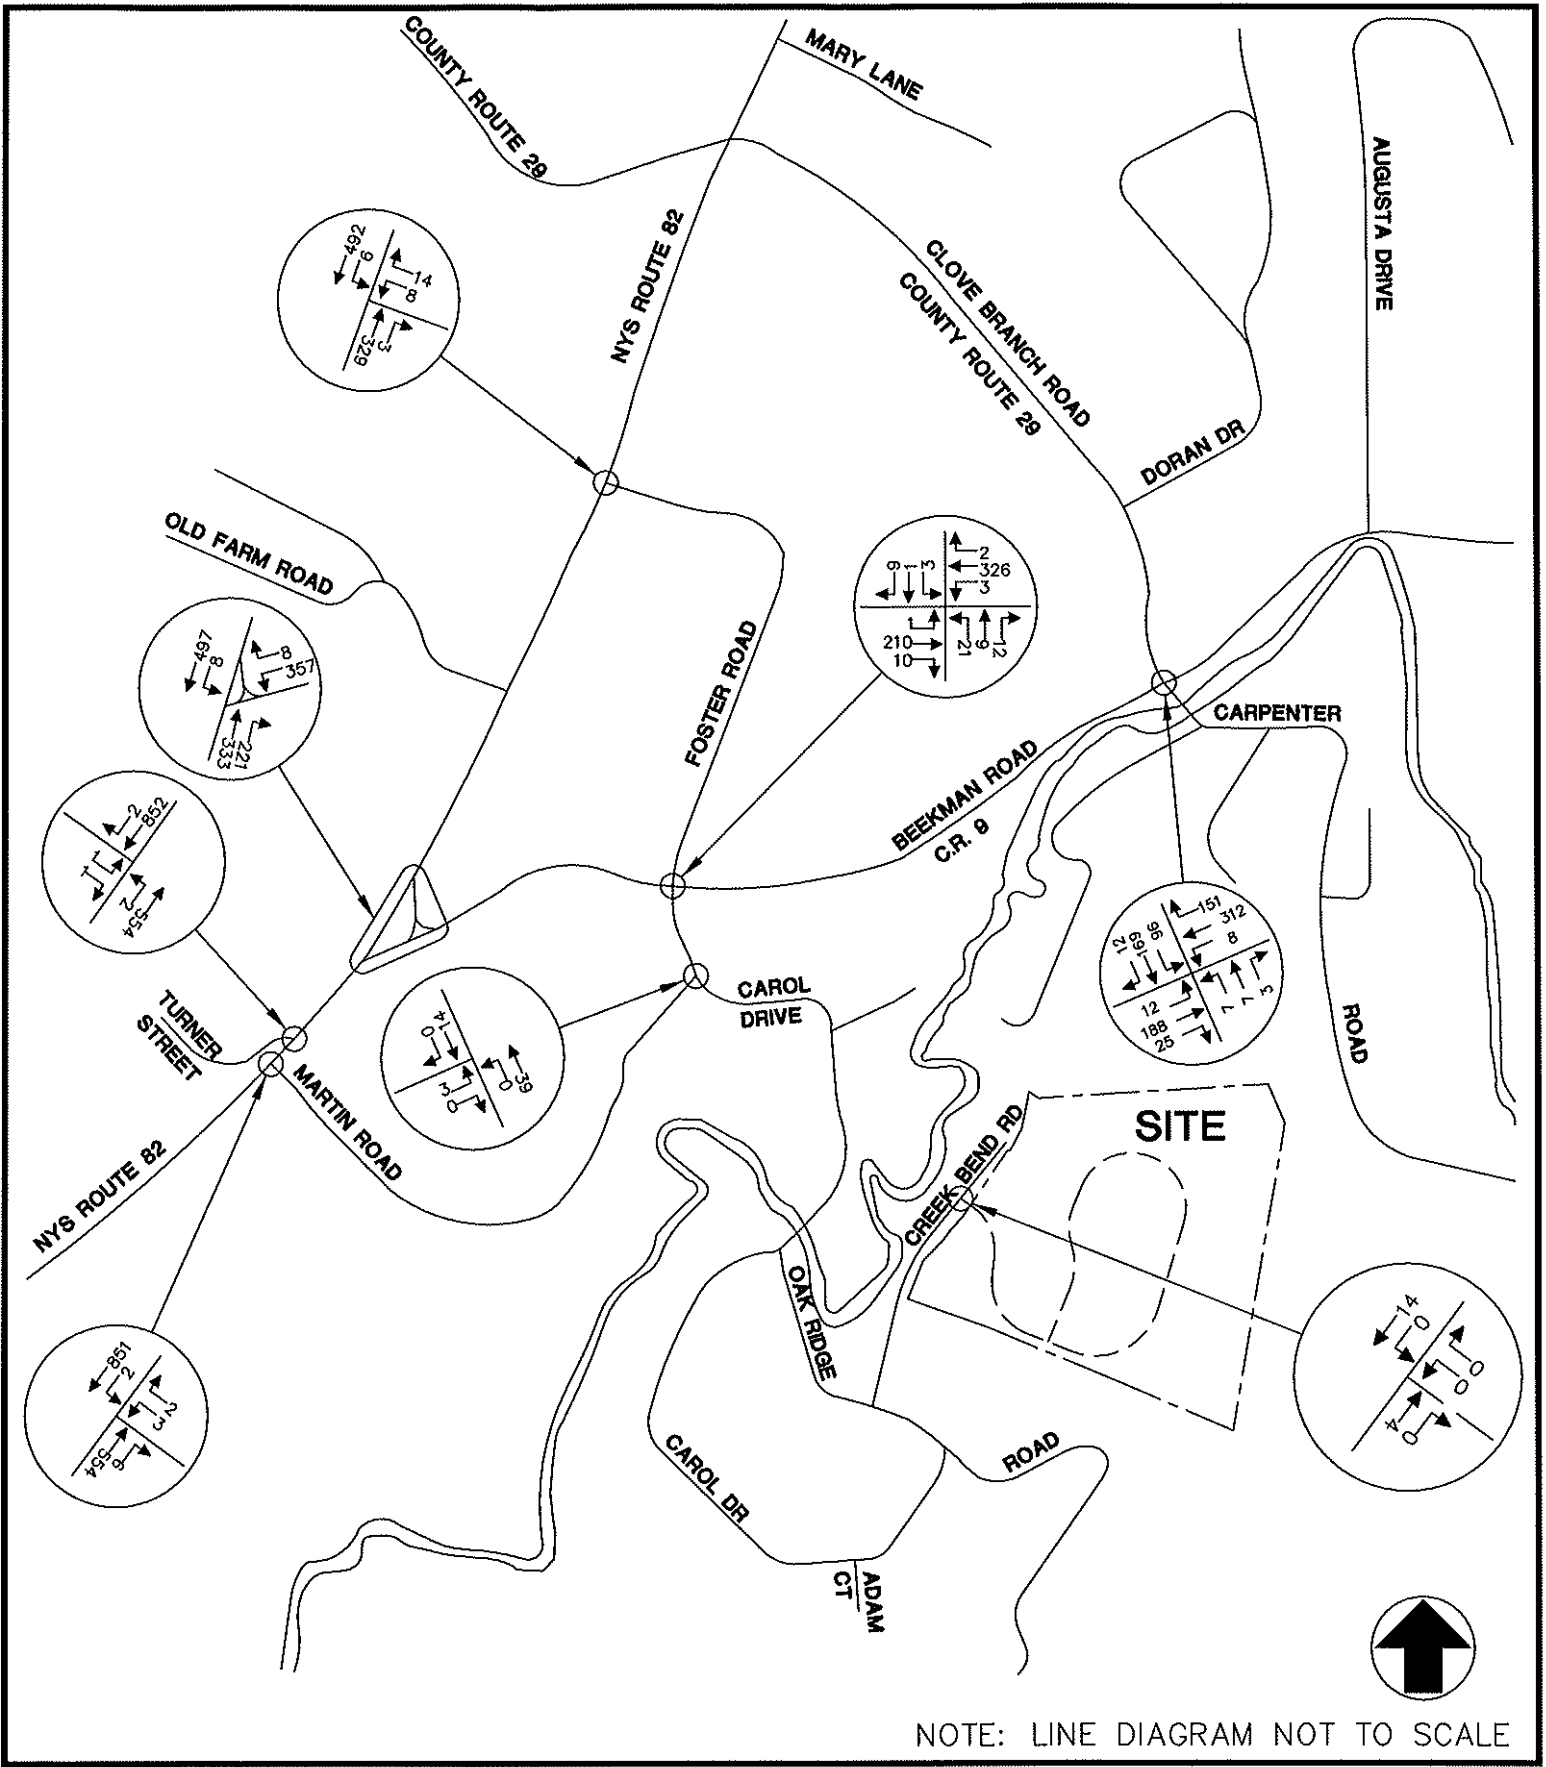 COUNTY ROUTE 29
MARY LANE
AUGUSTA DRIVE
NYS ROUTE 82
CLOVE BRANCH ROAD
COUNTY ROUTE 29
492
9
14
8
329
3
DORAN DR
OLD FARM ROAD
9
1
3
2
326
3
1
210
10
21
9
12
FOSTER ROAD
497
8
8
357
333
221
CARPENTER
BEEKMAN ROAD
C.R. 9
2
852
1
1
2
554
12
169
96
151
312
8
12
188
25
7
7
3
CAROL
DRIVE
TURNER
STREET
14
0
39
0
3
0
ROAD
MARTIN ROAD
NYS ROUTE 82
CREEK BEND RD
SITE
OAK RIDGE
851
2
2
3
554
6
14
0
0
0
4
0
CAROL DR
ROAD
ADAM
CT
NOTE: LINE DIAGRAM NOT TO SCALE